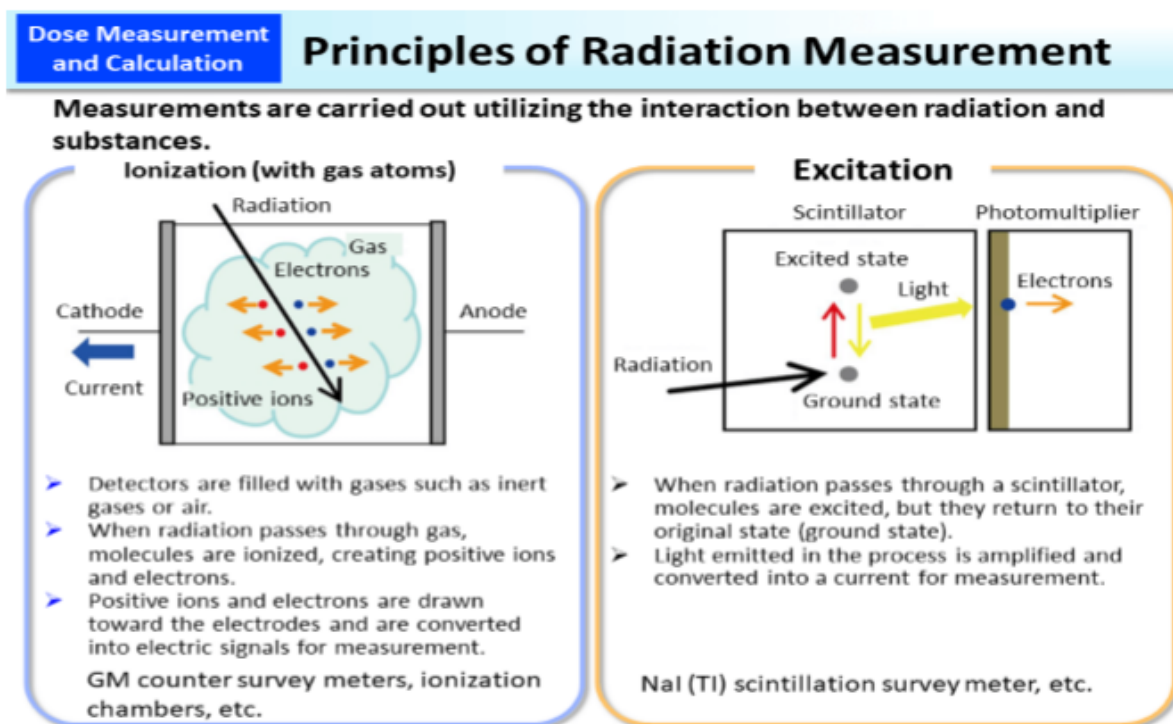 Dose Measurement
and Calculation
Principles of Radiation Measurement
Measurements are carried out utilizing the interaction between radiation and
substances.
Ionization (with gas atoms)
Radiation
Gas
Electrons
Cathode
Anode
Current
Positive ions
➢ Detectors are filled with gases such as inert
gases or air.
➢ When radiation passes through gas,
molecules are ionized, creating positive ions
and electrons.
➢ Positive ions and electrons are drawn
toward the electrodes and are converted
into electric signals for measurement.
GM counter survey meters, ionization
chambers, etc.
Excitation
Scintillator
Photomultiplier
Excited state
Light
Electrons
Radiation
Ground state
➢ When radiation passes through a scintillator,
molecules are excited, but they return to their
original state (ground state).
➢ Light emitted in the process is amplified and
converted into a current for measurement.
NaI (TI) scintillation survey meter, etc.